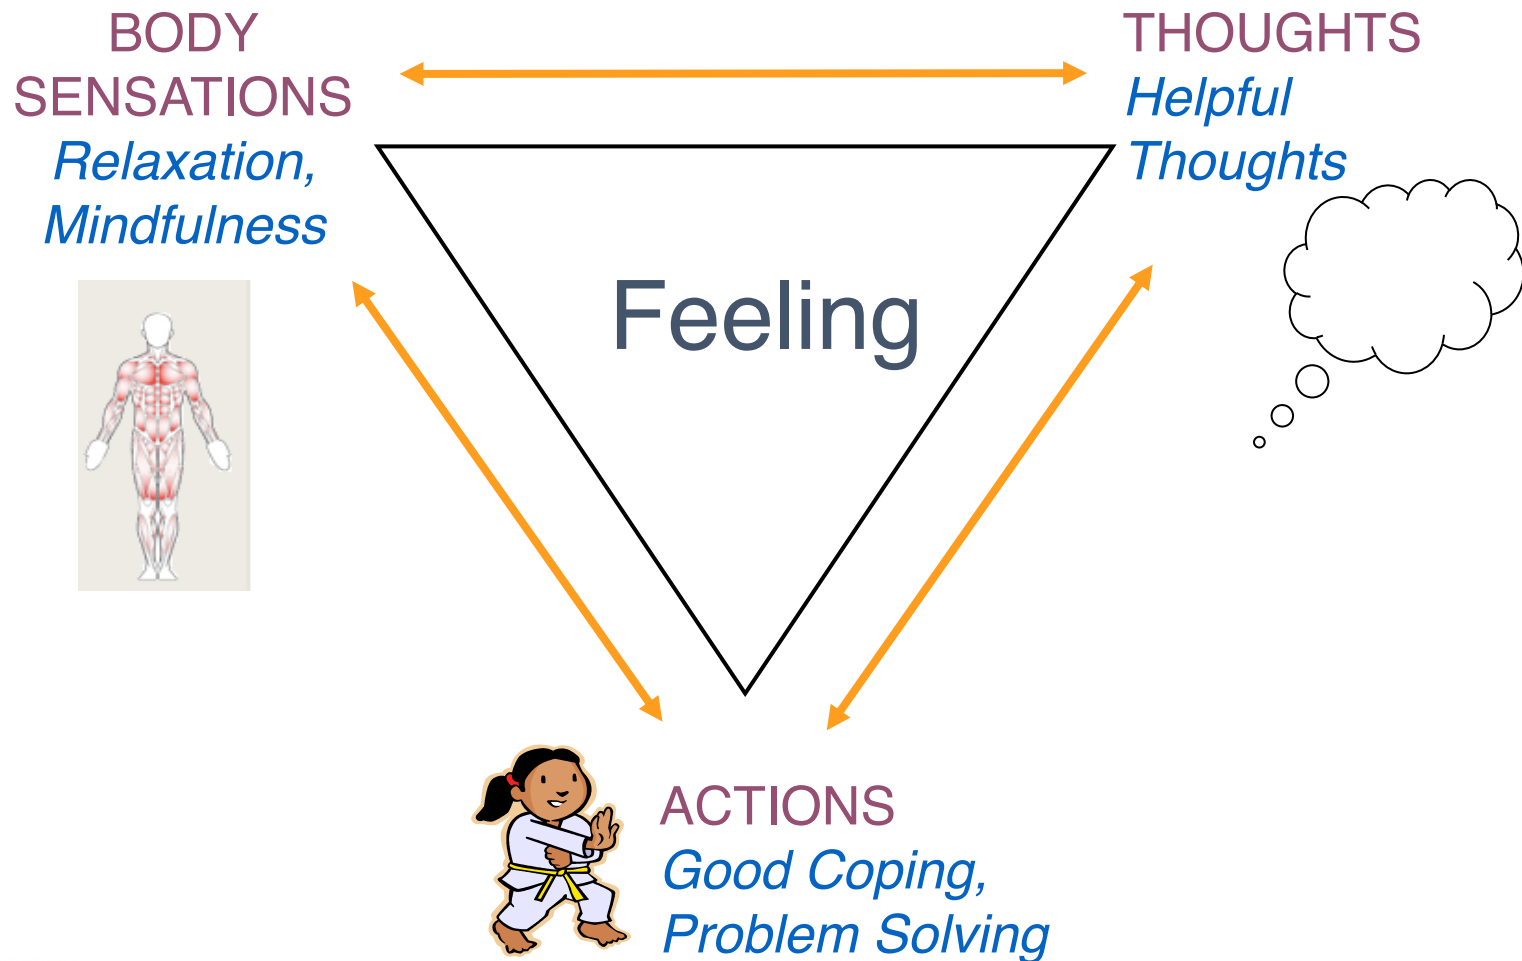 BODY
SENSATIONS
Relaxation,
Mindfulness
THOUGHTS
Helpful
Thoughts
Feeling
ACTIONS
Good Coping,
Problem Solving